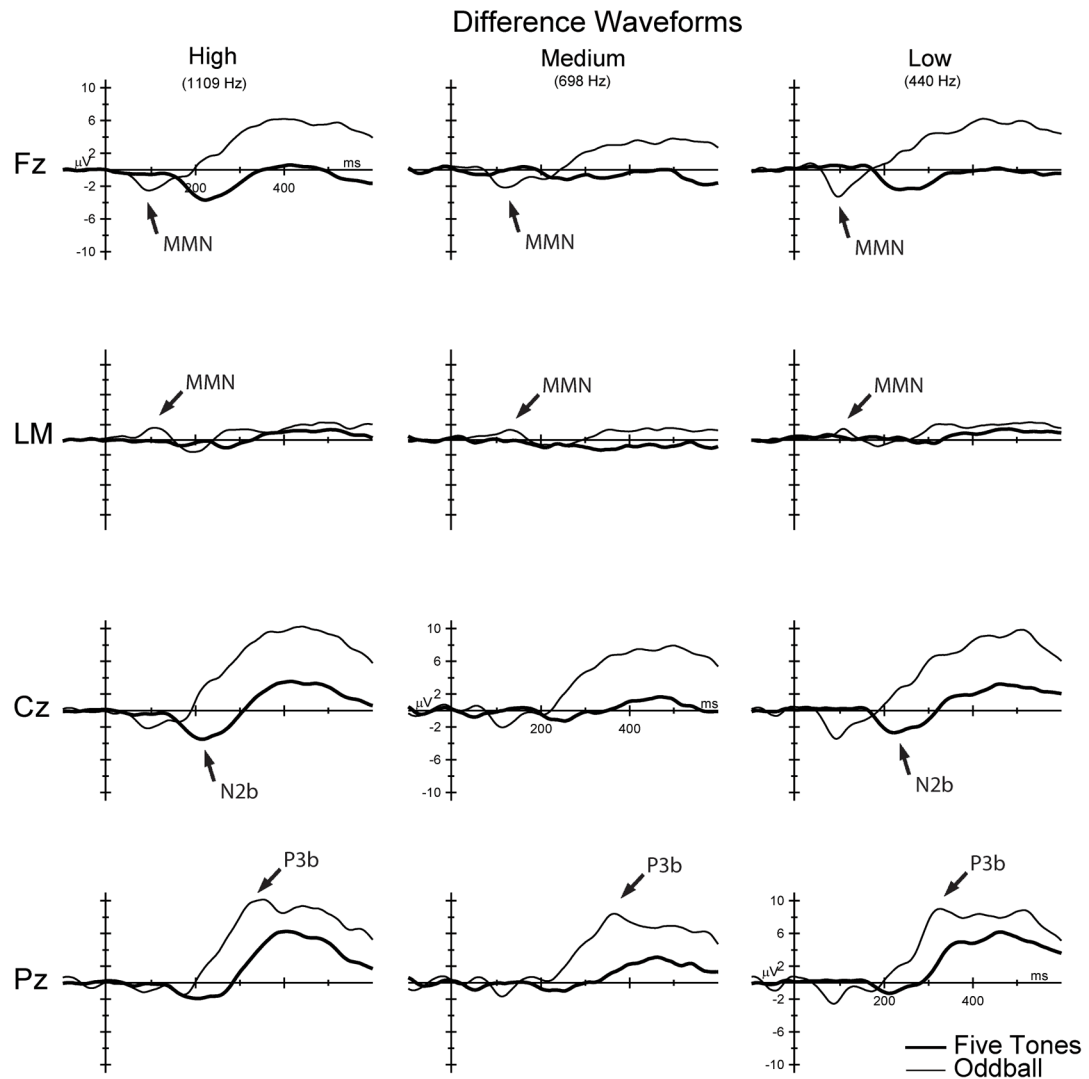 Difference Waveforms
High
(1109 Hz)
Medium
(698 Hz)
Low
(440 Hz)
Fz
10
6
2
-2
-6
-10
µV
ms
200
400
MMN
MMN
MMN
LM
MMN
MMN
MMN
Cz
N2b
10
6
2
-2
-6
-10
µV
ms
200
400
N2b
Pz
P3b
P3b
P3b
10
6
2
-2
-6
-10
µV
ms
200
400
Five Tones
Oddball